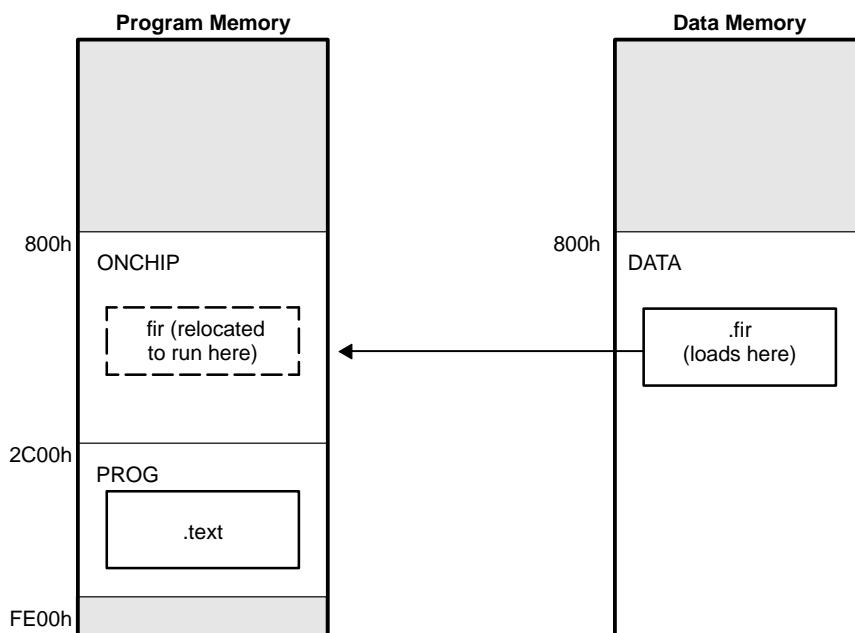 Program Memory
Data Memory
800h
ONCHIP
fir (relocated
to run here)
2C00h
PROG
.text
FE00h
800h
DATA
.fir
(loads here)